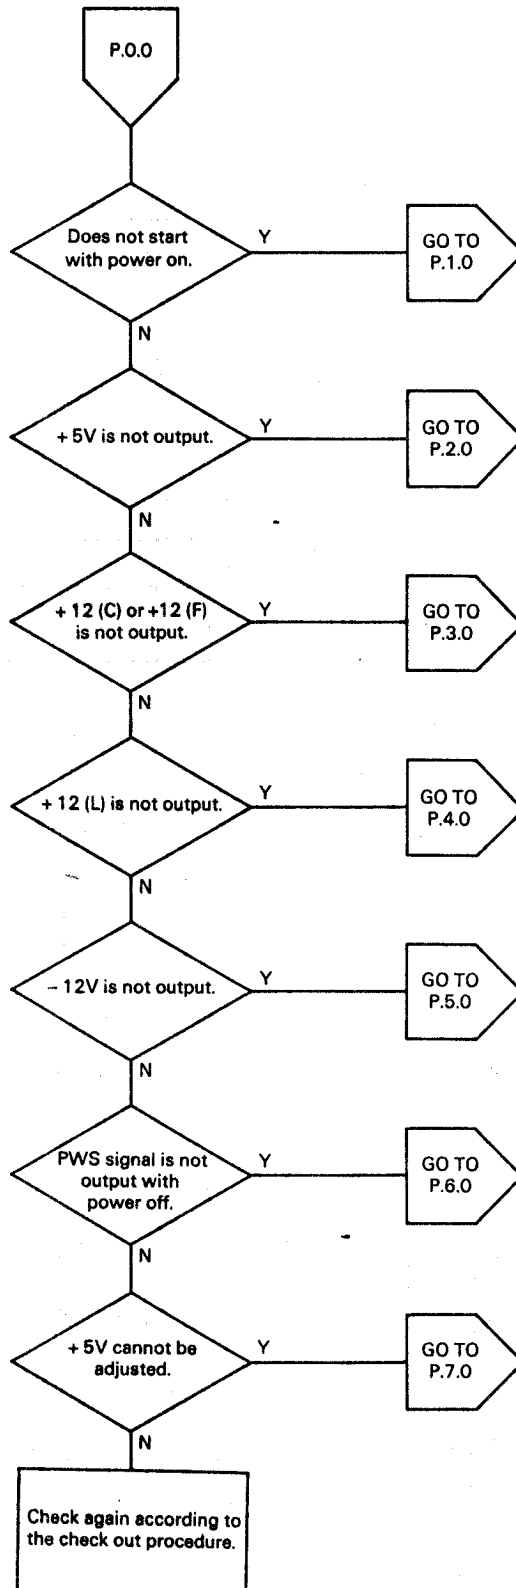 P.0.0
Does not start
with power on.
Y
GO TO
P.1.0
N
+ 5V is not output.
Y
GO TO
P.2.0
N
+ 12 (C) or +12 (F)
is not output.
Y
GO TO
P.3.0
N
+ 12 (L) is not output.
Y
GO TO
P.4.0
N
– 12V is not output.
Y
GO TO
P.5.0
N
PWS signal is not
output with
power off.
Y
GO TO
P.6.0
N
+ 5V cannot be
adjusted.
Y
GO TO
P.7.0
N
Check again according to
the check out procedure.